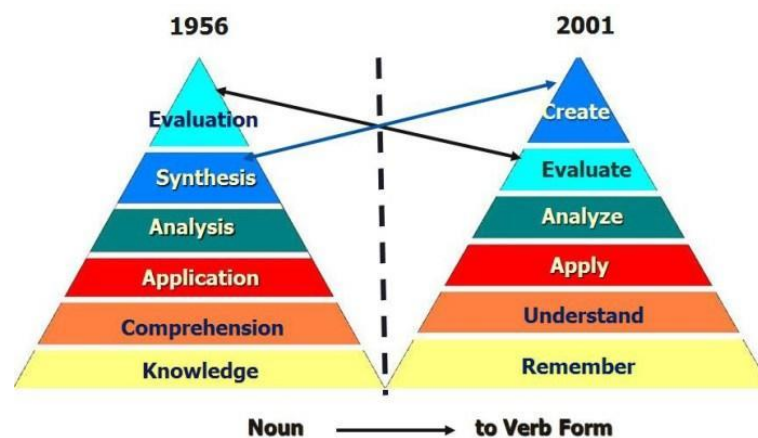 1956
2001
Evaluation
Synthesis
Analysis
Application
Comprehension
Knowledge
Create
Evaluate
Analyze
Apply
Understand
Remember
Noun to Verb Form